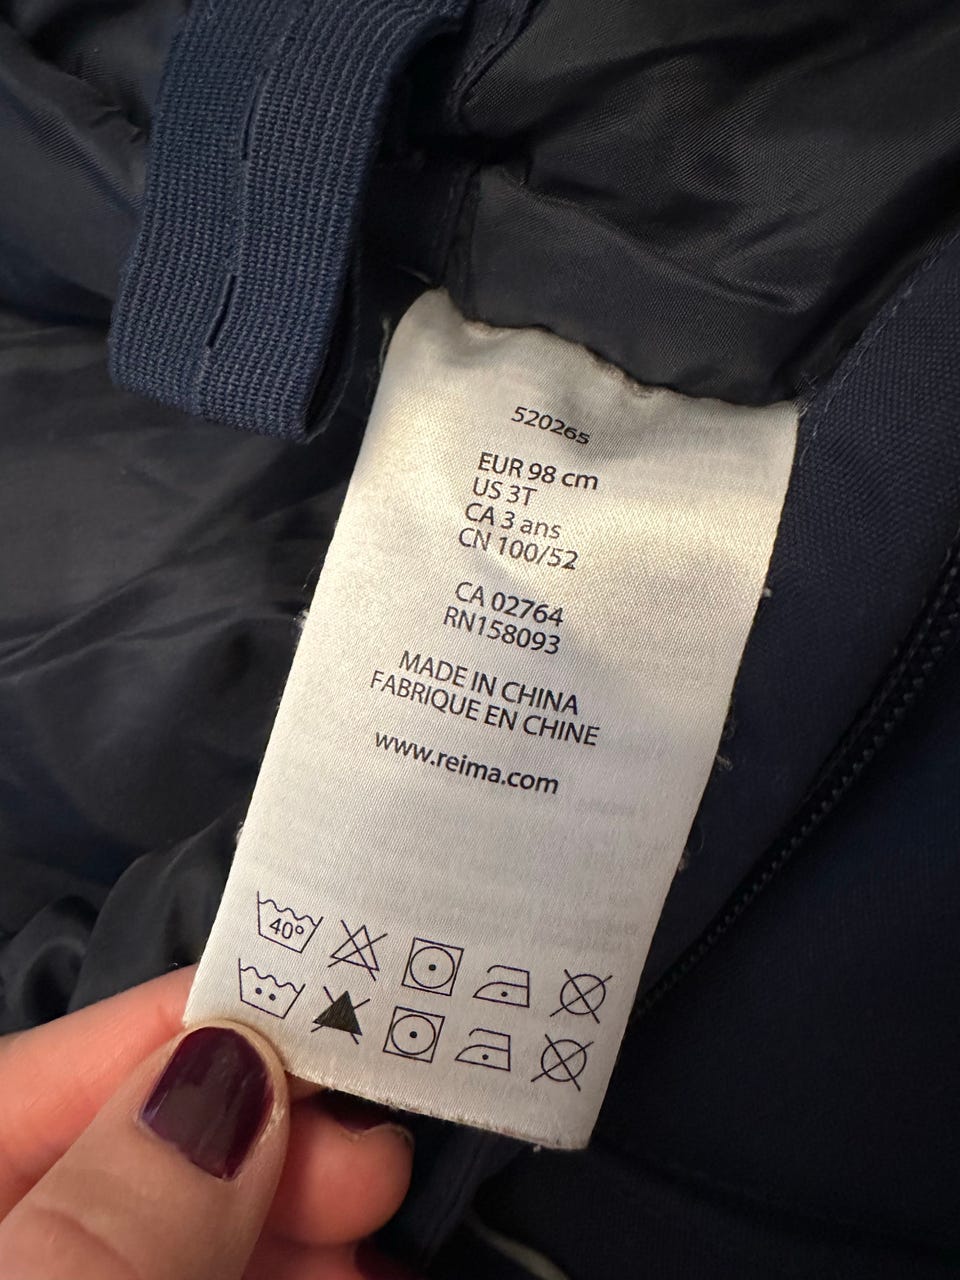 520265
EUR 98 cm
US 3T
CA 3 ans
CN 100/52
CA 02764
RN158093
MADE IN CHINA
FABRIQUE EN CHINE
www.reima.com
40°